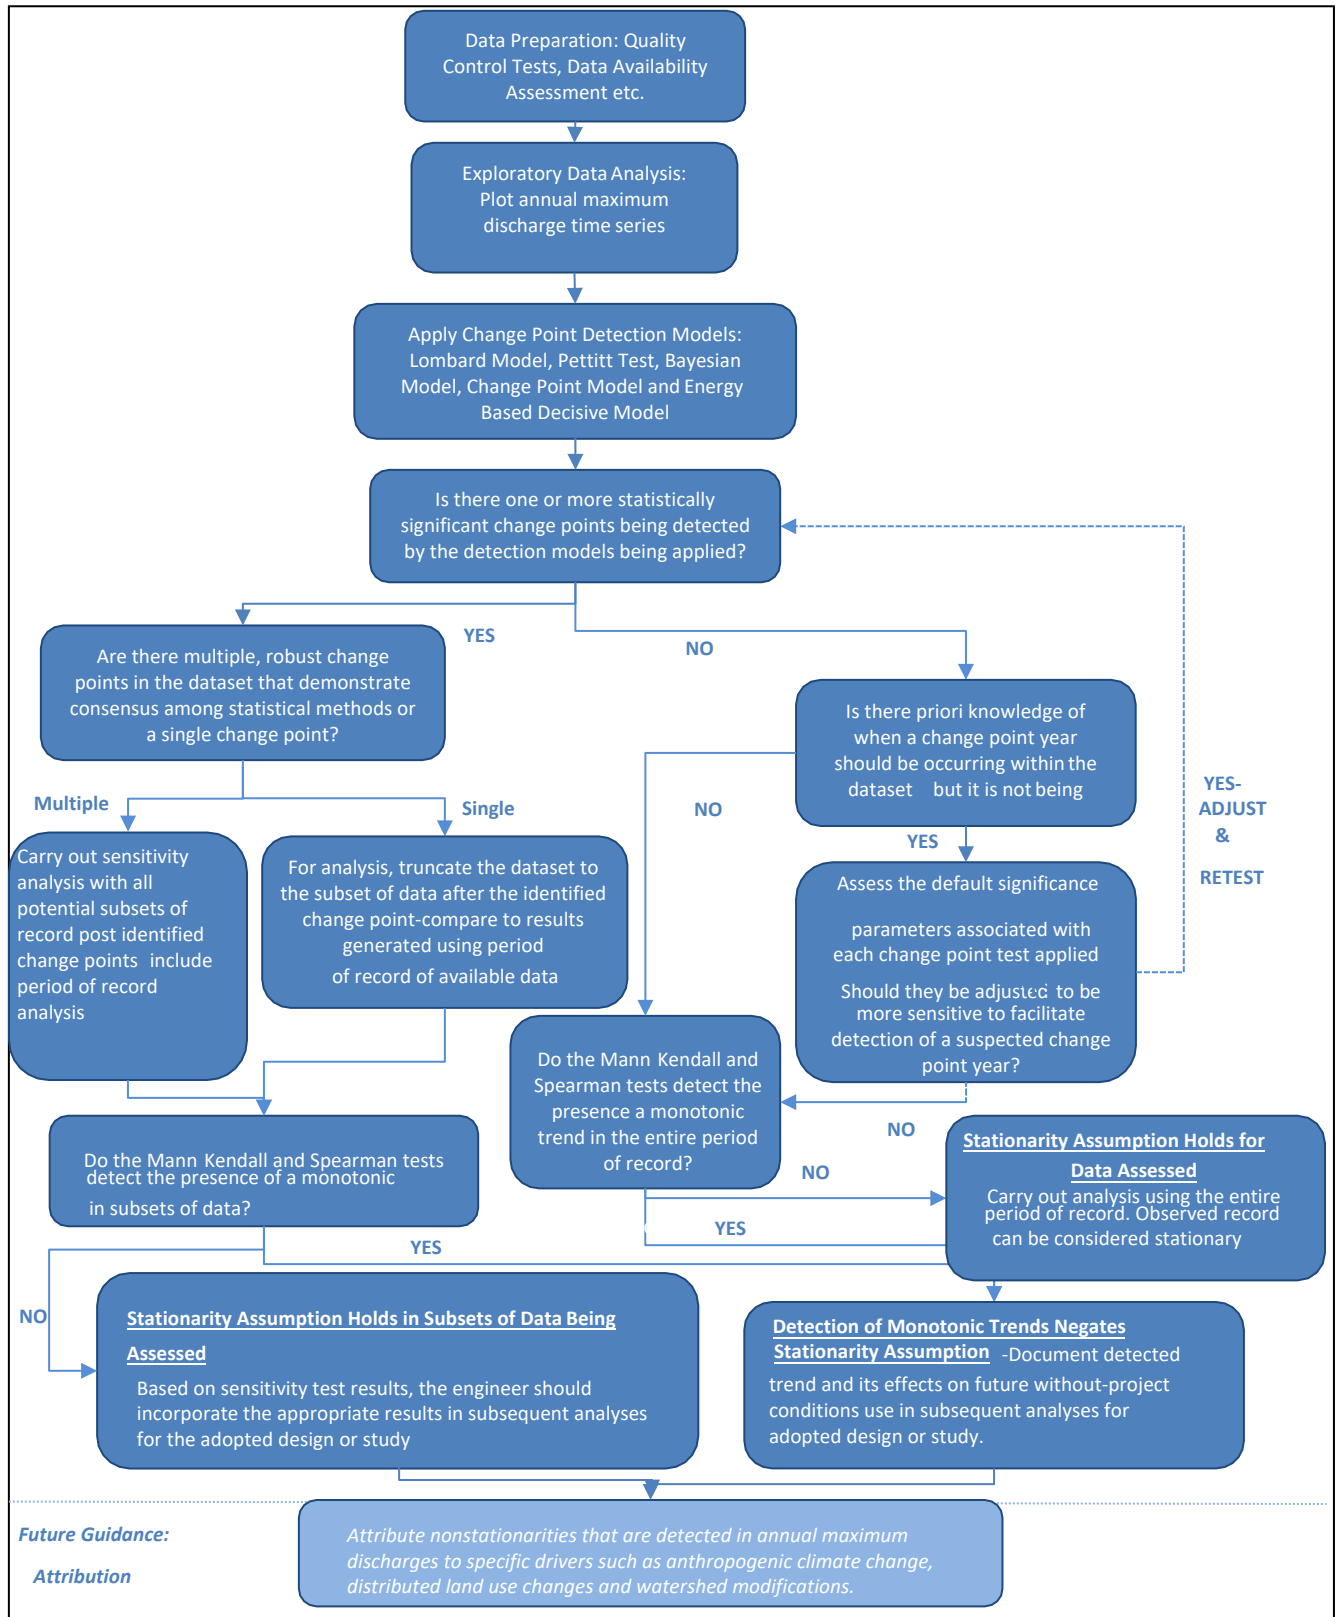 Data Preparation: Quality
Control Tests, Data Availability
Assessment etc.
Exploratory Data Analysis:
Plot annual maximum
discharge time series
Apply Change Point Detection Models:
Lombard Model, Pettitt Test, Bayesian
Model, Change Point Model and Energy
Based Decisive Model
Is there one or more statistically
significant change points being detected
by the detection models being applied?
YES
NO
Are there multiple, robust change
points in the dataset that demonstrate
consensus among statistical methods or
a single change point?
Is there priori knowledge of
when a change point year
should be occurring within the
dataset but it is not being
YES-
ADJUST
&
RETEST
Multiple
Single
NO
YES
Carry out sensitivity
analysis with all
potential subsets of
record post identified
change points include
period of record
analysis
For analysis, truncate the dataset to
the subset of data after the identified
change point-compare to results
generated using period
of record of available data
Assess the default significance
parameters associated with
each change point test applied
Should they be adjusted to be
more sensitive to facilitate
detection of a suspected change
point year?
Do the Mann Kendall and
Spearman tests detect the
presence a monotonic
trend in the entire period
of record?
NO
Do the Mann Kendall and Spearman tests
detect the presence of a monotonic
in subsets of data?
NO
YES
Stationarity Assumption Holds for
Data Assessed
Carry out analysis using the entire
period of record. Observed record
can be considered stationary
YES
NO
Stationarity Assumption Holds in Subsets of Data Being
Assessed
Based on sensitivity test results, the engineer should
incorporate the appropriate results in subsequent analyses
for the adopted design or study
Detection of Monotonic Trends Negates
Stationarity Assumption -Document detected
trend and its effects on future without-project
conditions use in subsequent analyses for
adopted design or study.
Future Guidance:
Attribution
Attribute nonstationarities that are detected in annual maximum
discharges to specific drivers such as anthropogenic climate change,
distributed land use changes and watershed modifications.